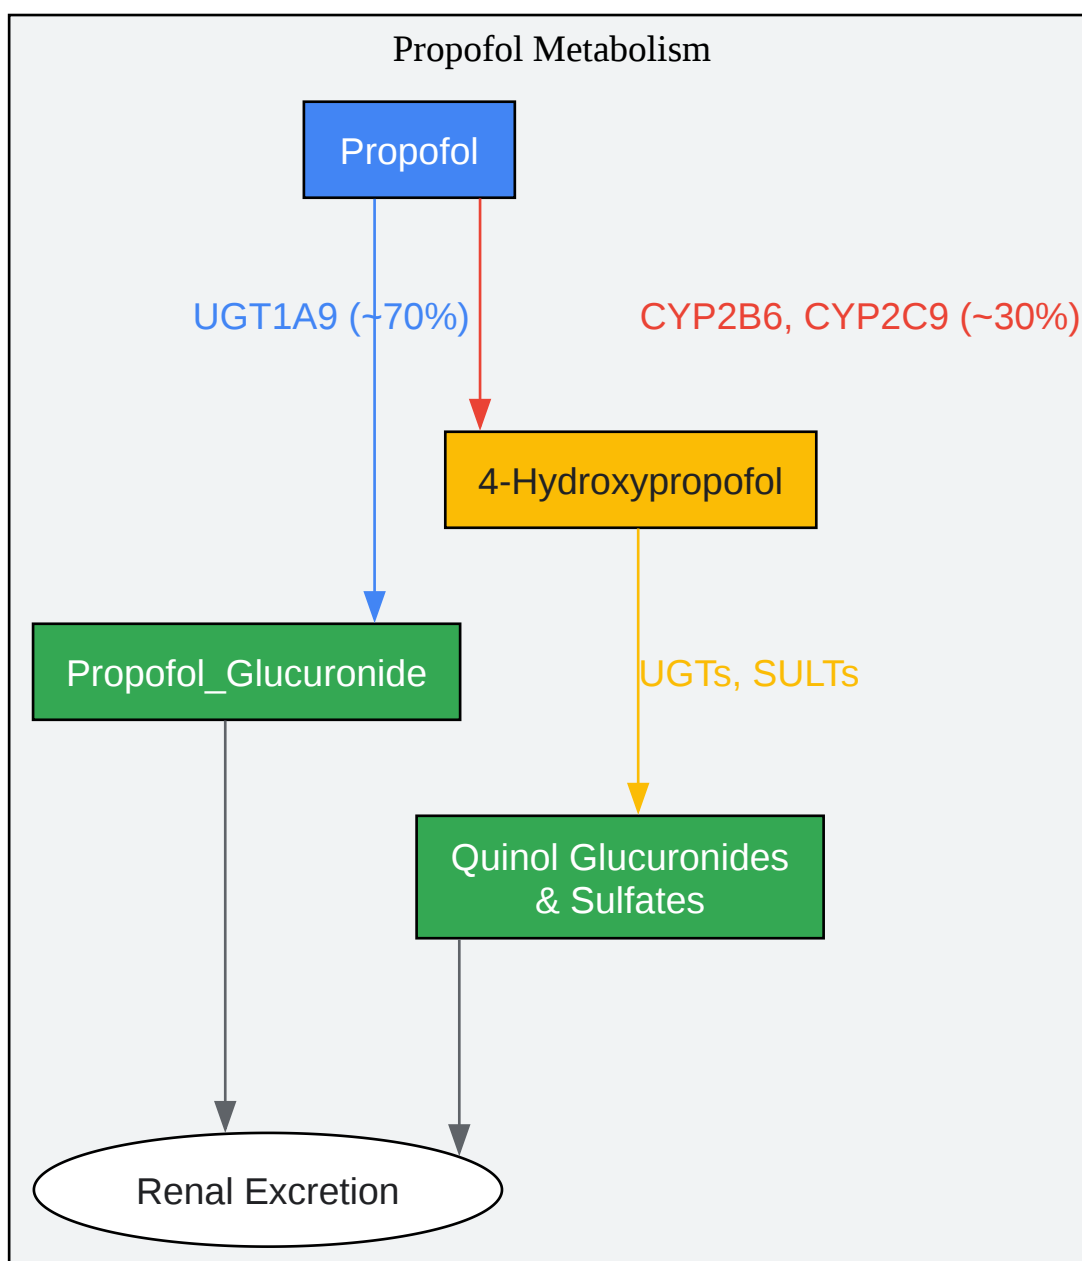 Propofol Metabolism
Propofol
UGT1A9 (~70%)
CYP2B6, CYP2C9 (~30%)
4-Hydroxypropofol
Propofol_Glucuronide
UGTs, SULTs
Quinol Glucuronides
& Sulfates
Renal Excretion